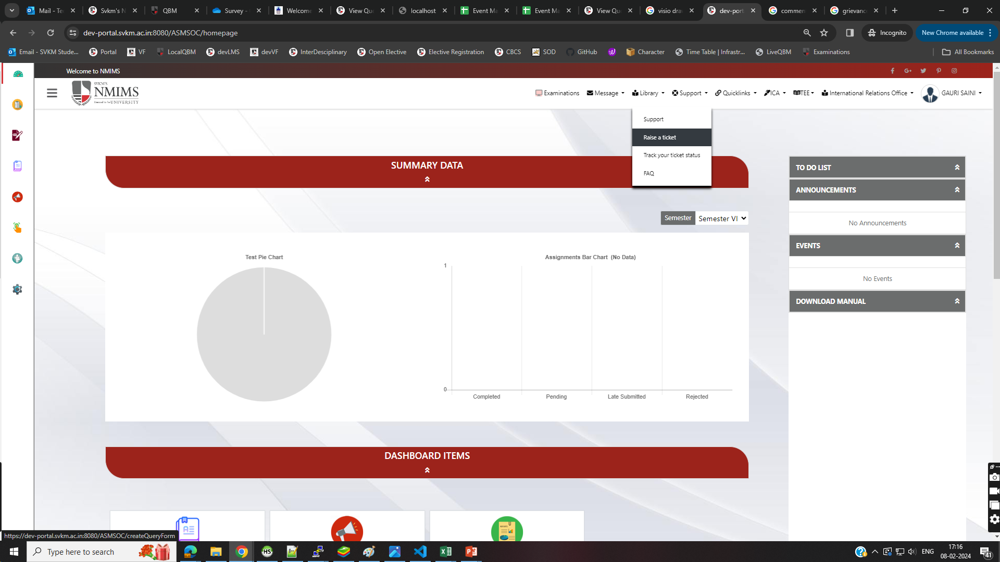 Mail - Te
Svkm's N
QBM
Survey -
Welcome
View Que
localhost
Event Ma
Event Ma
View Qu
visio dra
dev-port
commen
grievanc
dev-portal.svkm.ac.in:8080/ASMSOC/homepage
Incognito
New Chrome available
Email - SVKM Stude...
Portal
VF
LocalQBM
devLMS
devVF
InterDesciplinary
Open Elective
Elective Registration
CBCS
SOD
GitHub
Character
Time Table | Infrastr...
LiveQBM
Examinations
All Bookmarks
Welcome to NMIMS
SVKM'S
NMIMS
Deemed to be UNIVERSITY
Examinations
Message
Library
Support
Quicklinks
ICA
TEE
International Relations Office
GAURI SAINI
Support
Raise a ticket
Track your ticket status
FAQ
SUMMARY DATA
Semester
Semester VI
Test Pie Chart
Assignments Bar Chart (No Data)
1
0
Completed
Pending
Late Submitted
Rejected
TO DO LIST
ANNOUNCEMENTS
No Announcements
EVENTS
No Events
DOWNLOAD MANUAL
DASHBOARD ITEMS
https://dev-portal.svkm.ac.in:8080/ASMSOC/createQueryForm
Type here to search
HS
ENG
17:16
08-02-2024
41